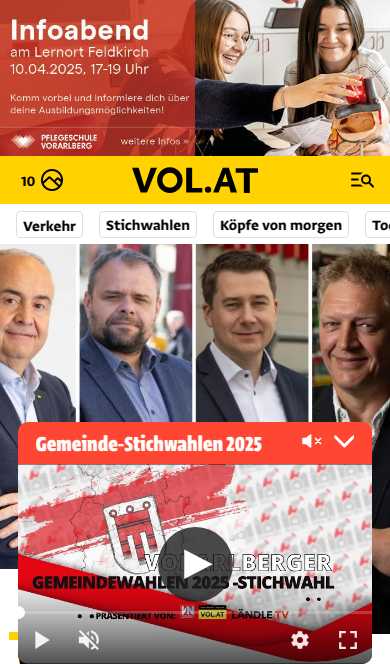 Infoabend
am Lernort Feldkirch
10.04.2025, 17-19 Uhr
Komm vorbei und informiere dich über
deine Ausbildungsmöglichkeiten!
PFLEGESCHULE
VORARLBERG
weitere Infos »
10
VOL.AT
Verkehr
Stichwahlen
Köpfe von morgen
Gemeinde-Stichwahlen 2025
GEMEINDEWAHLEN 2025 -STICHWAHL
PRÄSENTIERT VON:
VN
VOL.AT
LÄNDLE TV